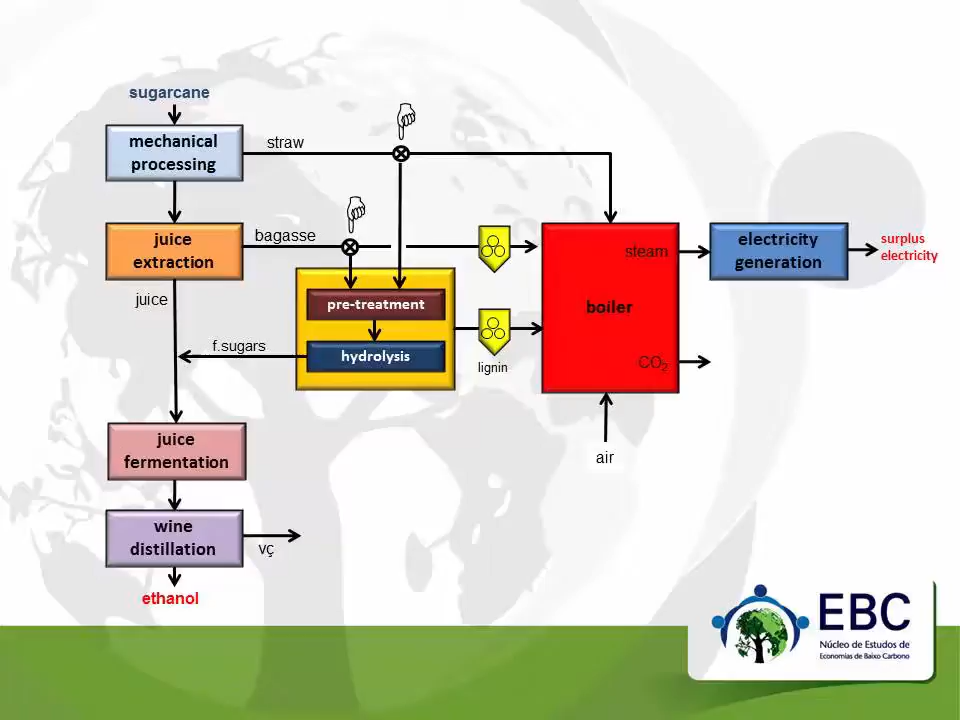 sugarcane
mechanical
processing
straw
juice
extraction
bagasse
steam
electricity
generation
surplus
electricity
juice
pre-treatment
boiler
f.sugars
hydrolysis
lignin
CO₂
juice
fermentation
air
wine
distillation
vç
ethanol
EBC
Núcleo de Estudos de
Economias de Baixo Carbono